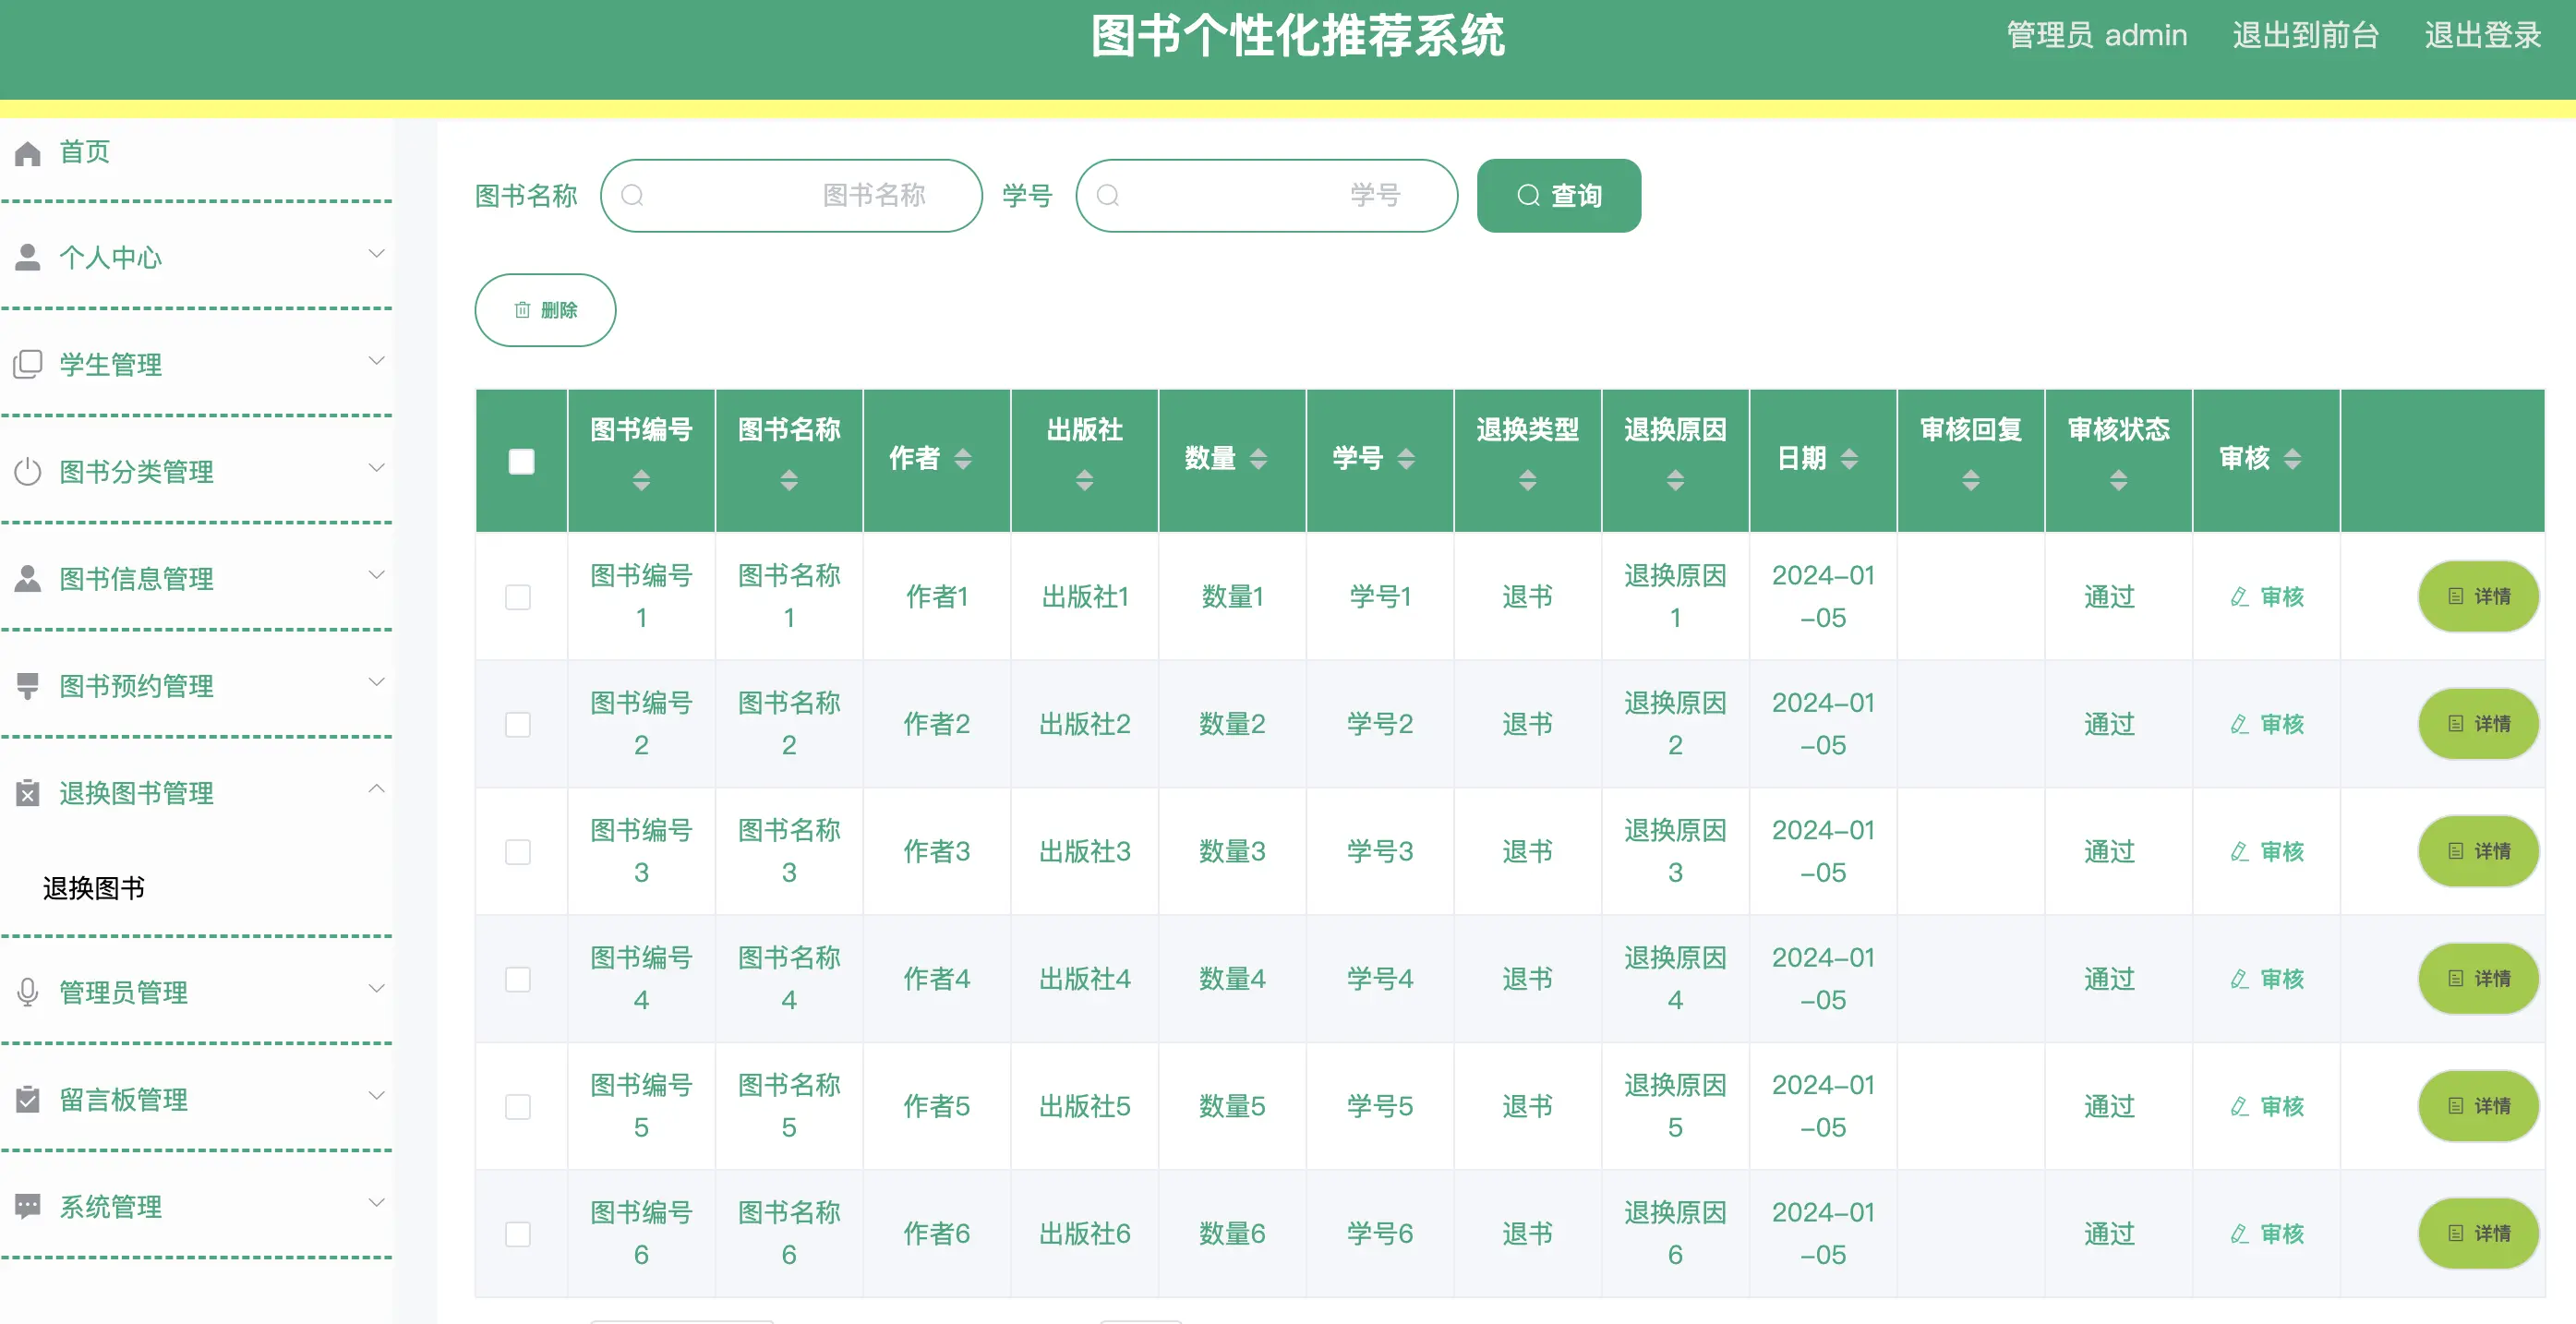 图书个性化推荐系统
管理员 admin 退出到前台 退出登录
首页
个人中心
学生管理
图书分类管理
图书信息管理
图书预约管理
退换图书管理
退换图书
管理员管理
留言板管理
系统管理
图书名称 图书名称 学号 学号 查询
删除
图书编号 图书名称 作者 出版社 数量 学号 退换类型 退换原因 日期 审核回复 审核状态 审核
图书编号1 图书名称1 作者1 出版社1 数量1 学号1 退书 退换原因1 2024-01-05 通过 审核 详情
图书编号2 图书名称2 作者2 出版社2 数量2 学号2 退书 退换原因2 2024-01-05 通过 审核 详情
图书编号3 图书名称3 作者3 出版社3 数量3 学号3 退书 退换原因3 2024-01-05 通过 审核 详情
图书编号4 图书名称4 作者4 出版社4 数量4 学号4 退书 退换原因4 2024-01-05 通过 审核 详情
图书编号5 图书名称5 作者5 出版社5 数量5 学号5 退书 退换原因5 2024-01-05 通过 审核 详情
图书编号6 图书名称6 作者6 出版社6 数量6 学号6 退书 退换原因6 2024-01-05 通过 审核 详情